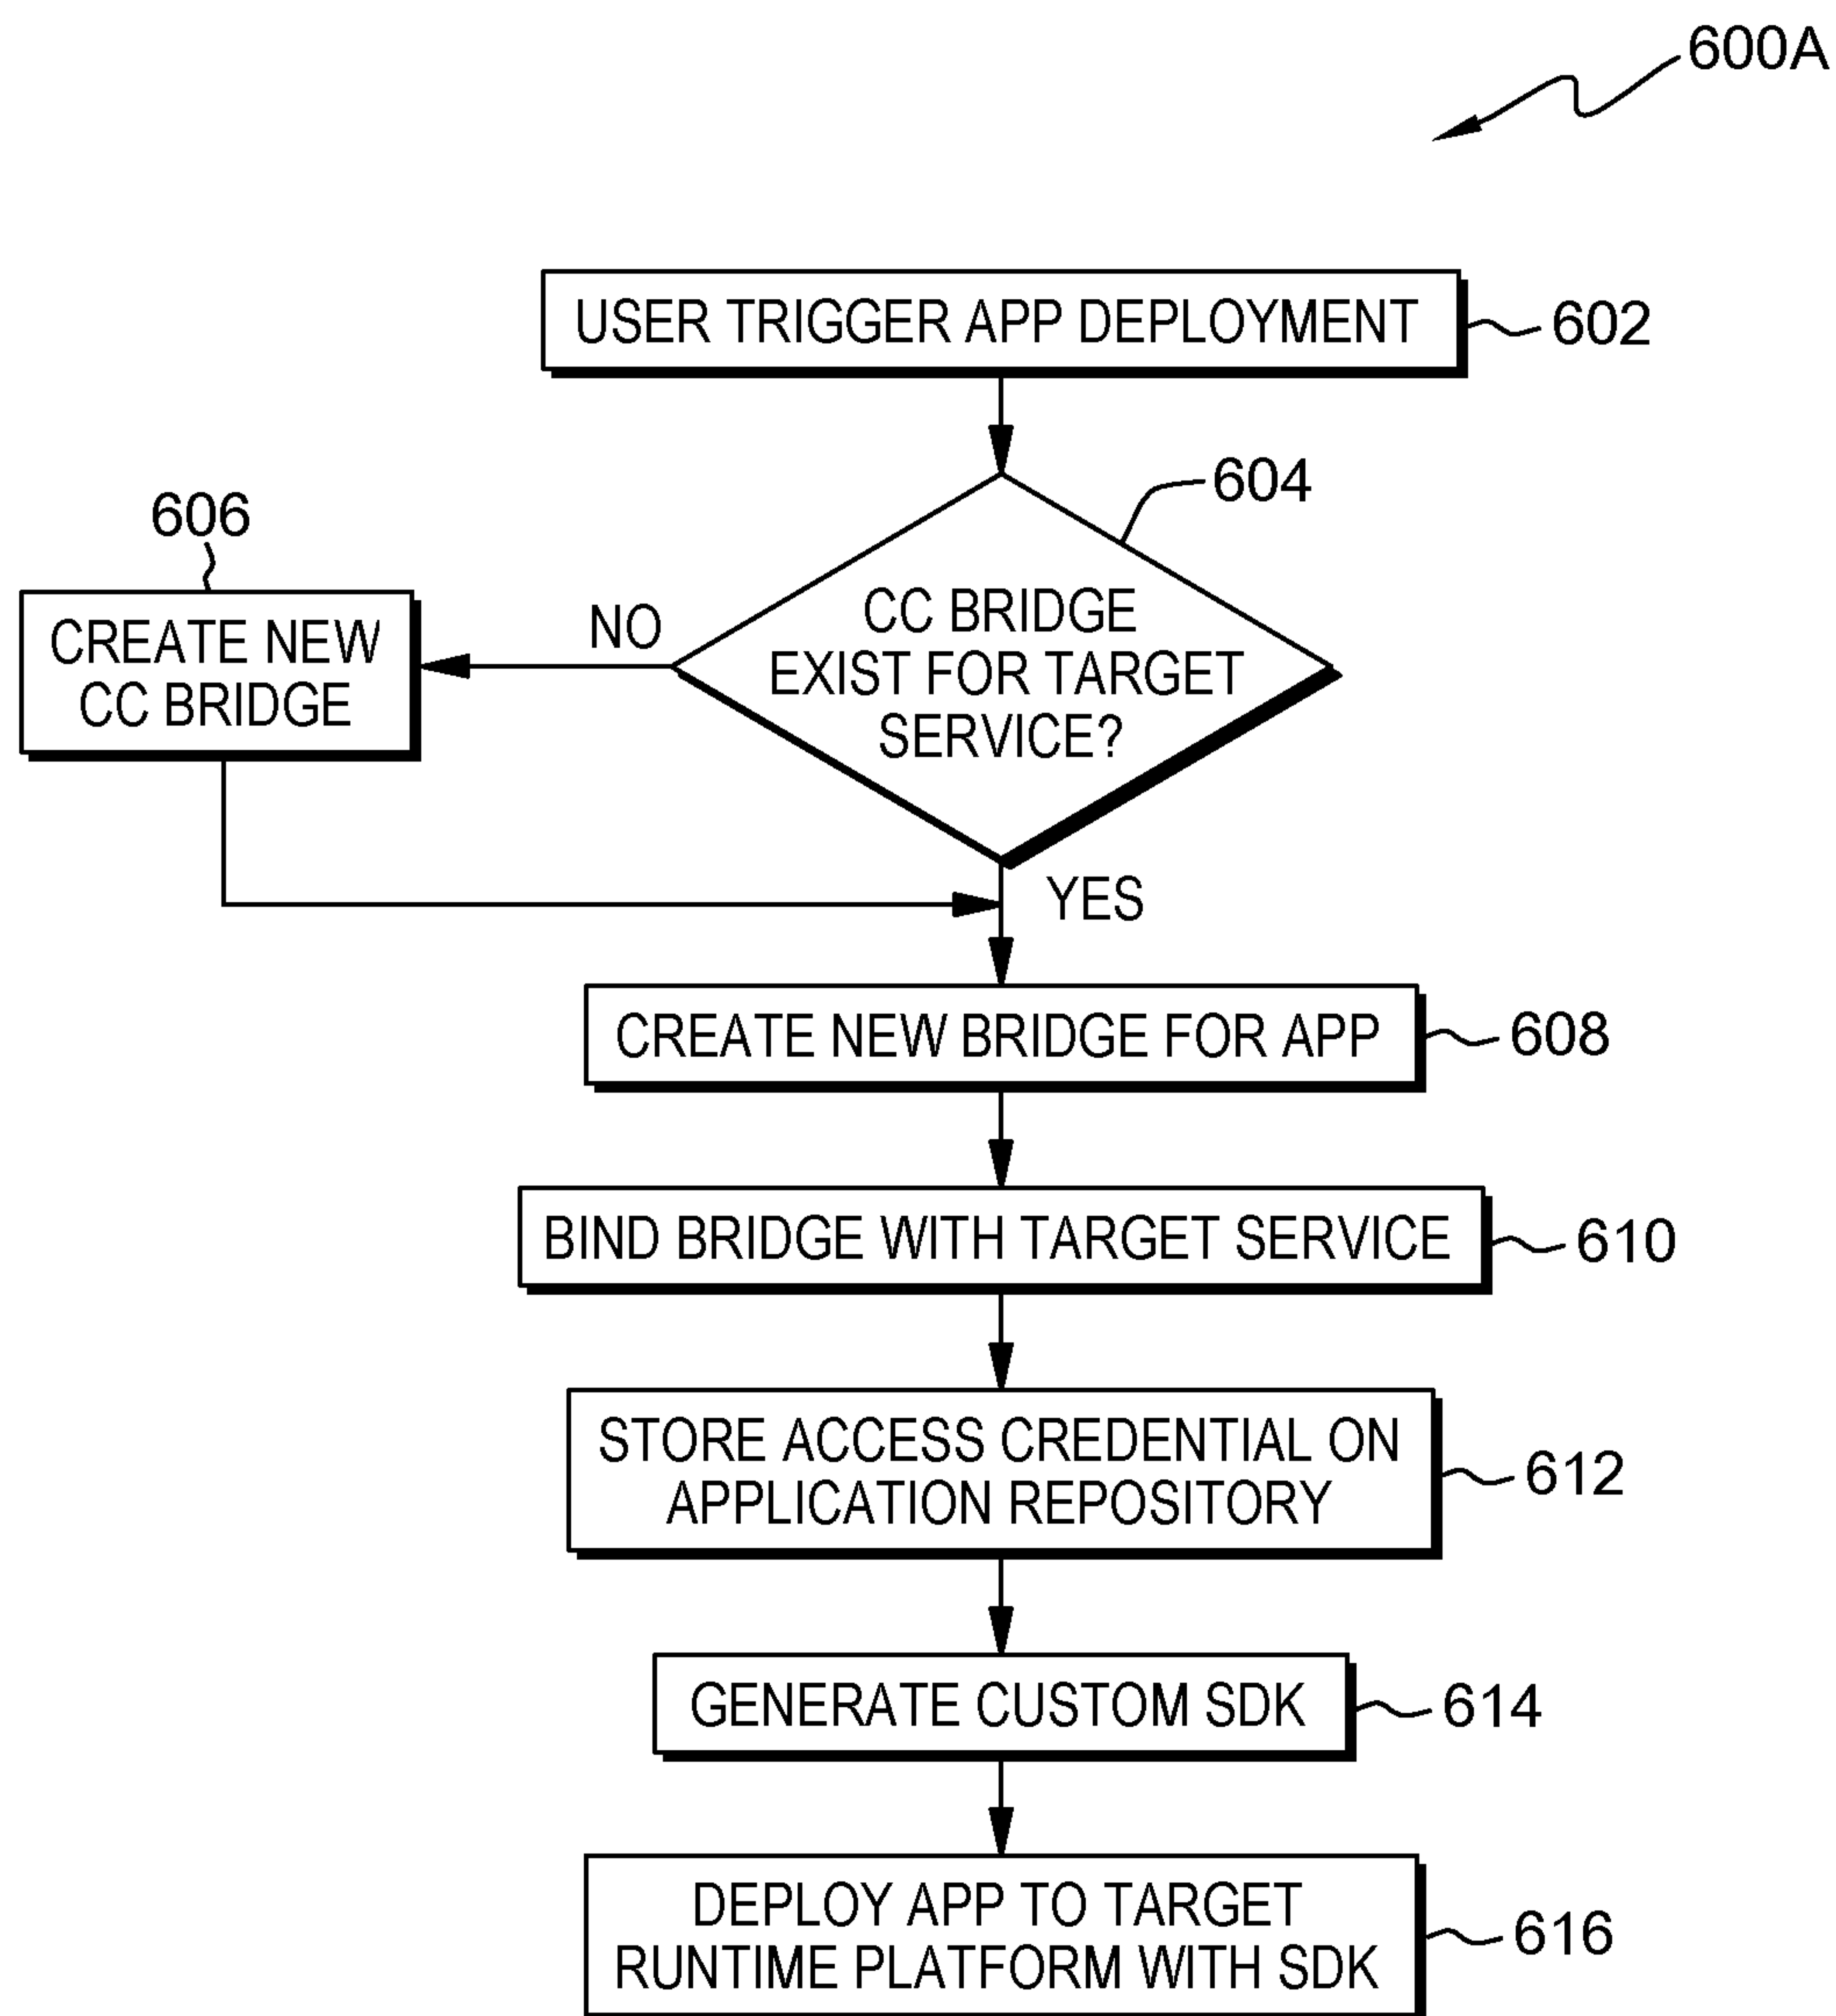 600A
USER TRIGGER APP DEPLOYMENT
602
604
606
CC BRIDGE
EXIST FOR TARGET
SERVICE?
NO
CREATE NEW
CC BRIDGE
YES
CREATE NEW BRIDGE FOR APP
608
BIND BRIDGE WITH TARGET SERVICE
610
STORE ACCESS CREDENTIAL ON
APPLICATION REPOSITORY
612
GENERATE CUSTOM SDK
614
DEPLOY APP TO TARGET
RUNTIME PLATFORM WITH SDK
616